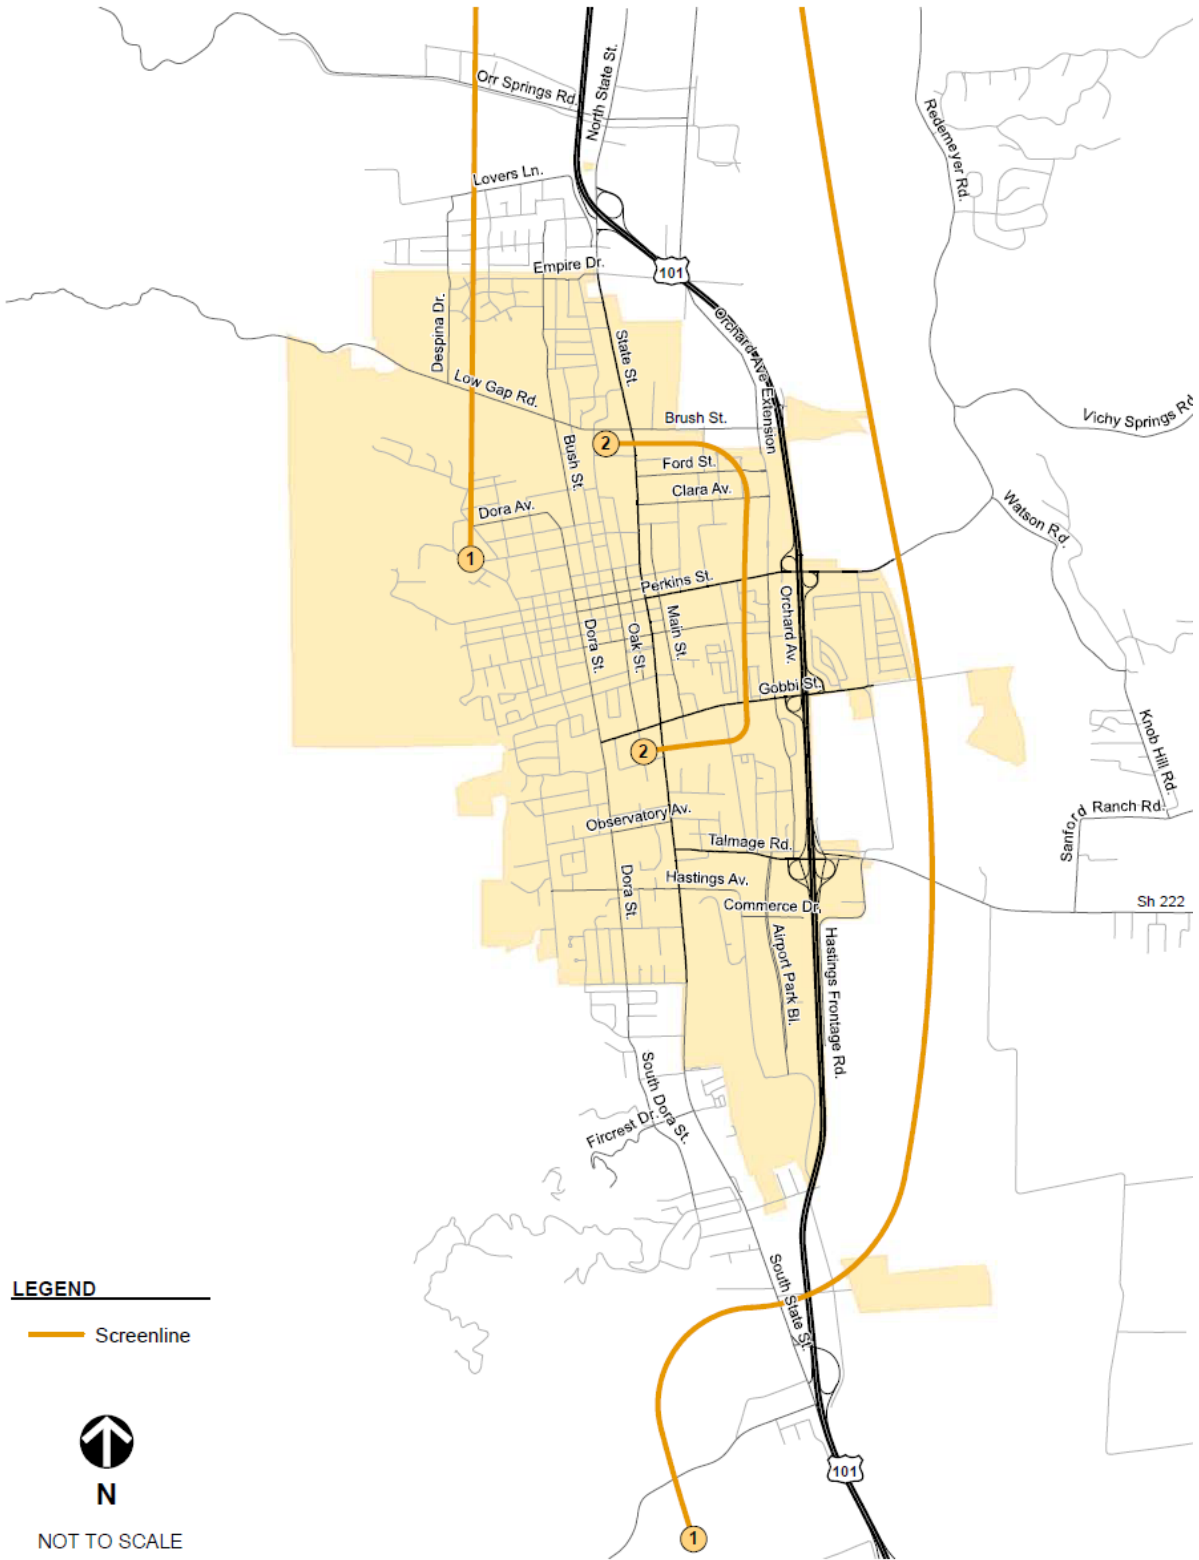 Orr Springs Rd.
North State St.
Redemeyer Rd.
Lovers Ln.
Empire Dr.
101
Despina Dr.
Orchard Ave Extension
State St.
Low Gap Rd.
Brush St.
Vichy Springs Rd
2
Bush St.
Ford St.
Clara Av.
Dora Av.
Watson Rd.
1
Perkins St.
Orchard Av.
Main St.
Oak St.
Dora St.
Gobbi St.
2
Knob Hill Rd.
Observatory Av.
Sanford
Ranch Rd.
Talmage Rd.
Hastings Av.
Dora St.
Commerce Dr.
Sh 222
Airport Park Bl.
Hastings Frontage Rd.
South Dora St.
Fircrest Dr.
South State St.
LEGEND
Screenline
101
N
1
NOT TO SCALE